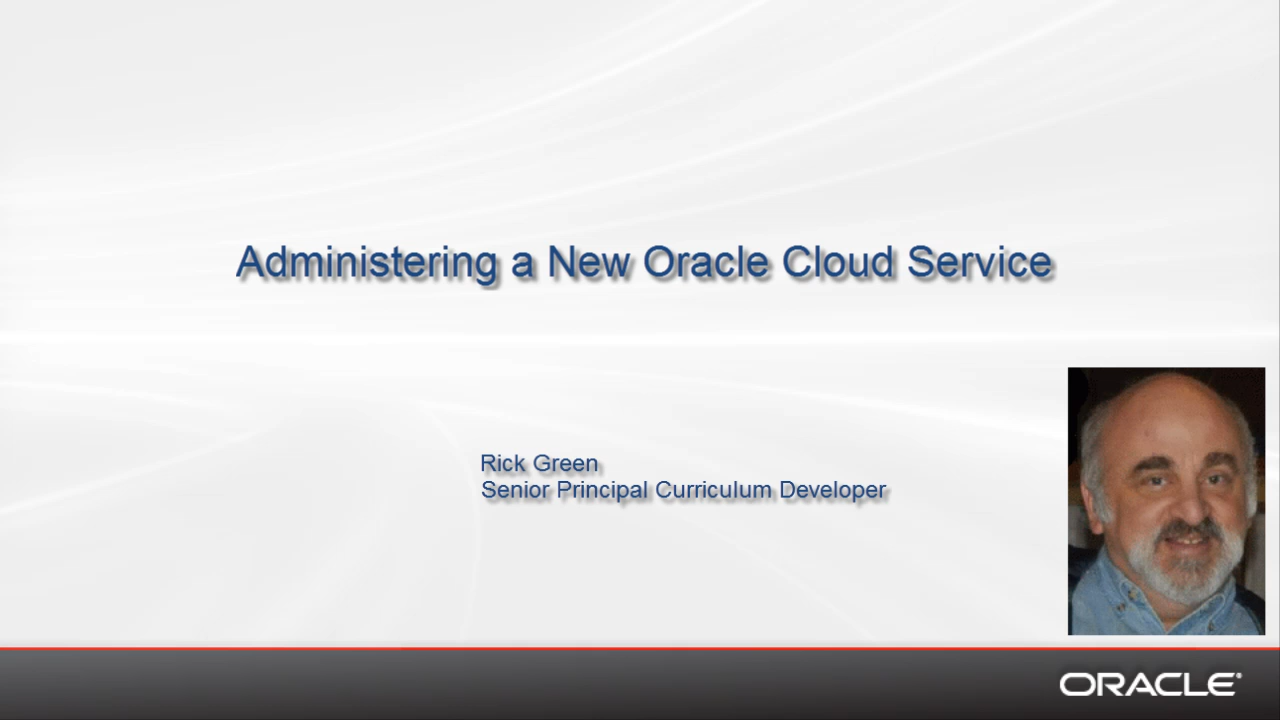 Administering a New Oracle Cloud Service
Rick Green
Senior Principal Curriculum Developer
ORACLE®